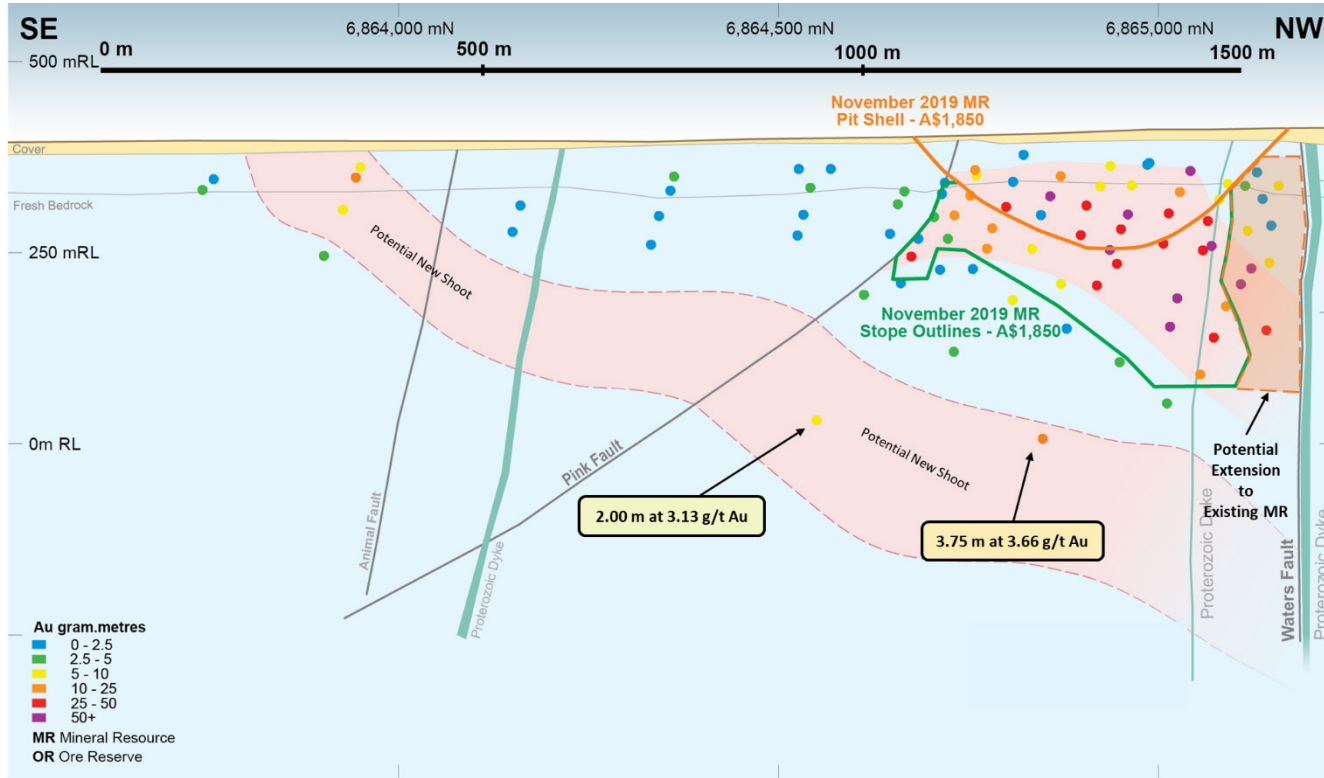 SE
6,864,000 mN
6,864,500 mN
6,865,000 mN
NW
0 m
500 m
1000 m
1500 m
500 mRL
November 2019 MR
Pit Shell - A$1,850
Cover
Fresh Bedrock
Potential New Shoot
250 mRL
November 2019 MR
Stope Outlines - A$1,850
0m RL
Pink Fault
Potential New Shoot
Potential
Extension
to
Existing MR
2.00 m at 3.13 g/t Au
3.75 m at 3.66 g/t Au
Animal Fault
Proterozoic Dyke
Proterozoic Dyke
Waters Fault
Proterozoic Dyke
Au gram.metres
0 - 2.5
2.5 - 5
5 - 10
10 - 25
25 - 50
50+
MR Mineral Resource
OR Ore Reserve